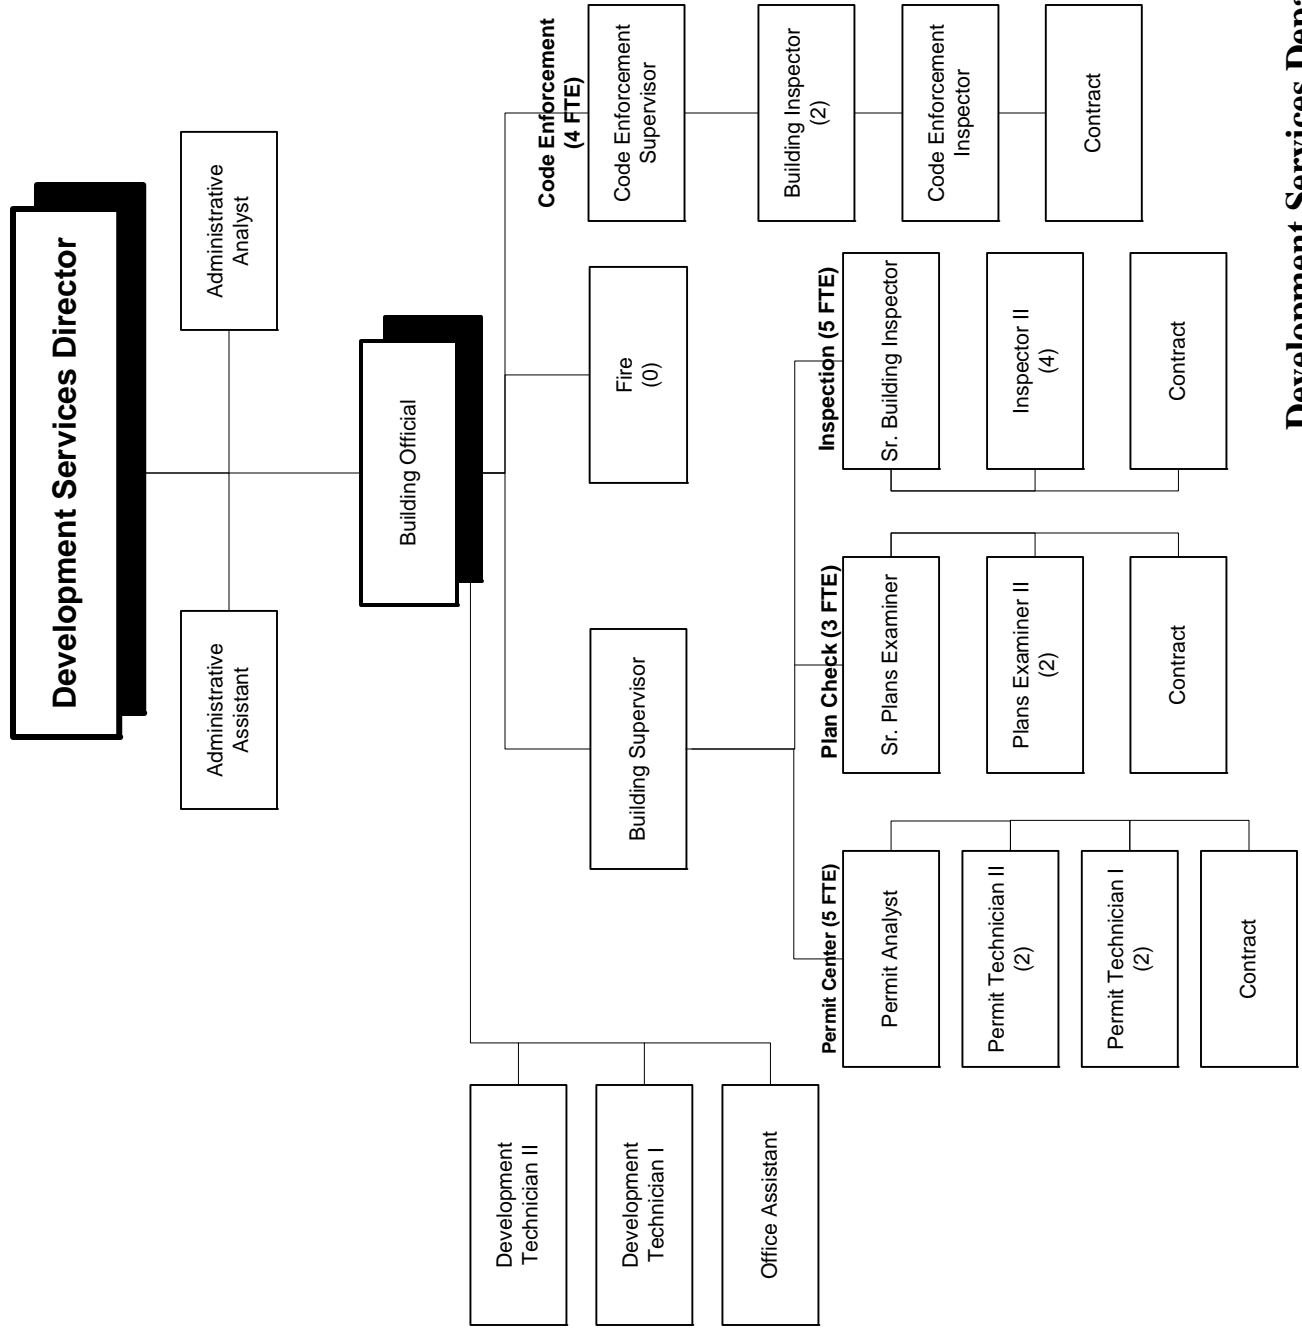 Development Services Director
Administrative
Assistant
Administrative
Analyst
Building Official
Development
Technician II
Development
Technician I
Office Assistant
Building Supervisor
Fire
(0)
Code Enforcement
(4 FTE)
Code Enforcement
Supervisor
Building Inspector
(2)
Code Enforcement
Inspector
Contract
Permit Center (5 FTE)
Permit Analyst
Permit Technician II
(2)
Permit Technician I
(2)
Contract
Plan Check (3 FTE)
Sr. Plans Examiner
Plans Examiner II
(2)
Contract
Inspection (5 FTE)
Sr. Building Inspector
Inspector II
(4)
Contract
Development Services